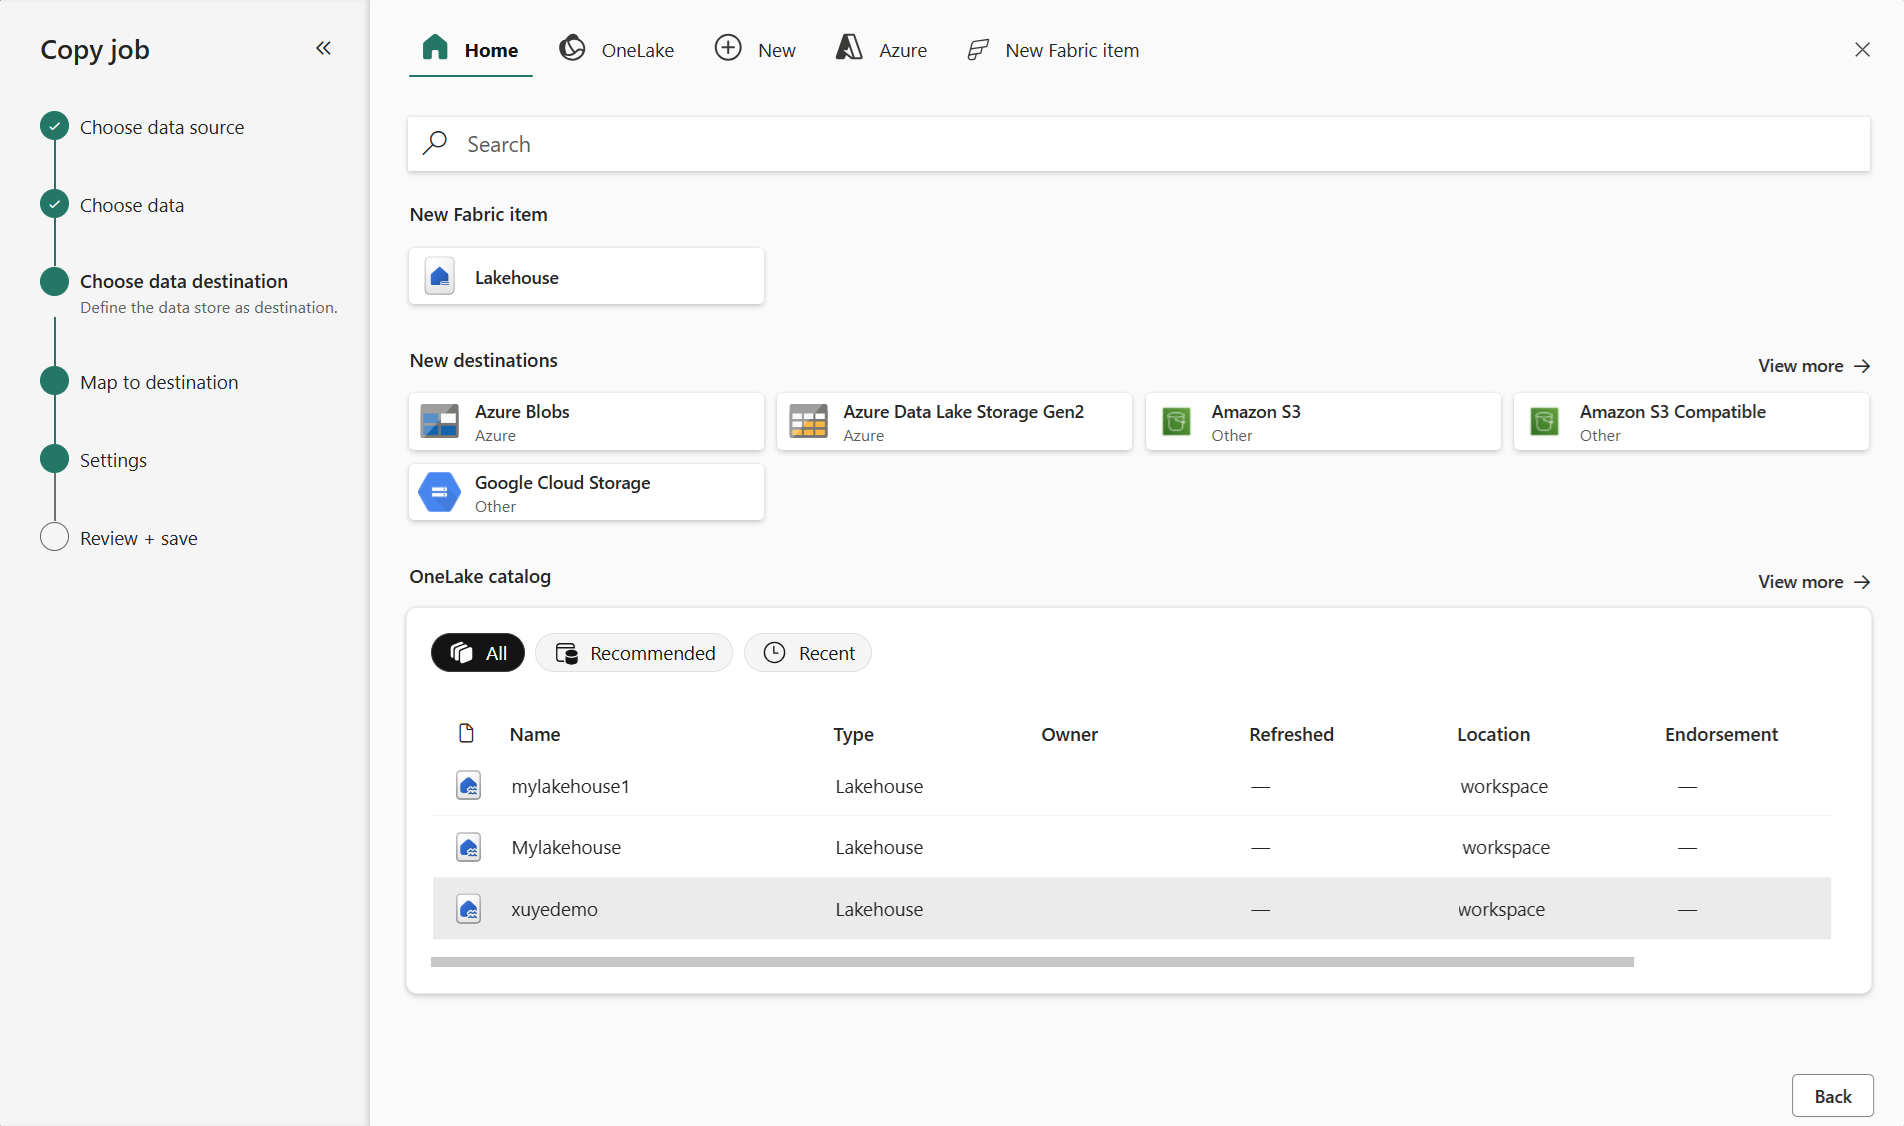 Copy job
Choose data source
Choose data
Choose data destination
Define the data store as destination.
Map to destination
Settings
Review + save
Home
OneLake
New
Azure
New Fabric item
Search
New Fabric item
Lakehouse
New destinations
View more
Azure Blobs
Azure
Azure Data Lake Storage Gen2
Azure
Amazon S3
Other
Amazon S3 Compatible
Other
Google Cloud Storage
Other
OneLake catalog
View more
All
Recommended
Recent
Name Type Owner Refreshed Location Endorsement
mylakehouse1 Lakehouse — workspace —
Mylakehouse Lakehouse — workspace —
xuyedemo Lakehouse — workspace —
Back